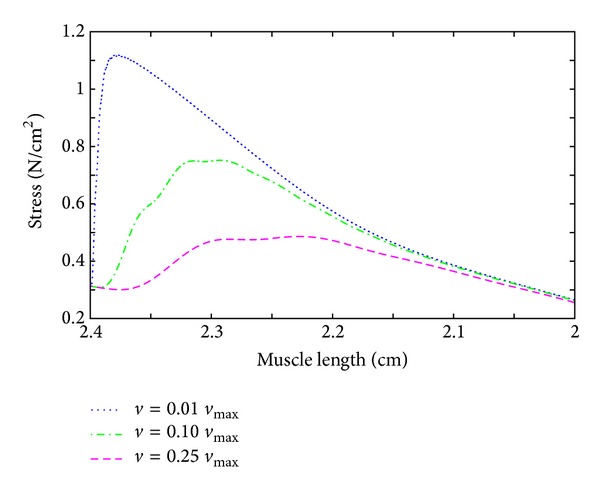 1.2
1
0.8
0.6
0.4
0.2
Stress (N/cm²)
2.4 2.3 2.2 2.1 2
Muscle length (cm)
v = 0.01 vmax
v = 0.10 vmax
v = 0.25 vmax